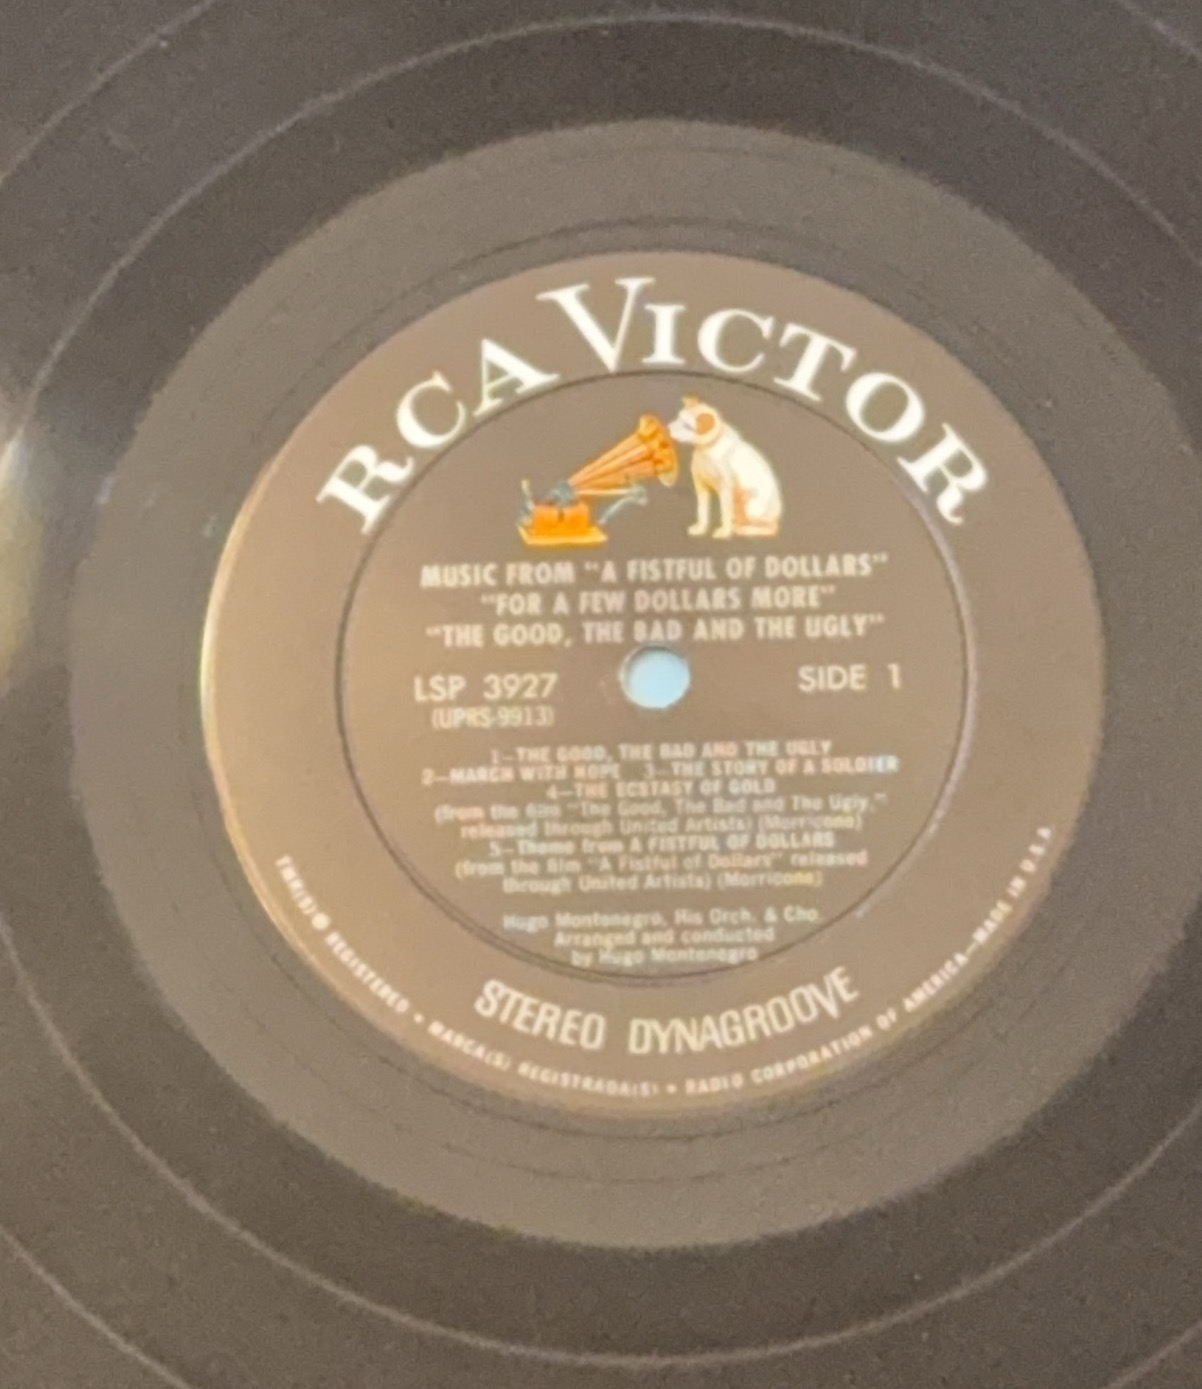 RCA VICTOR
MUSIC FROM "A FISTFUL OF DOLLARS"
"FOR A FEW DOLLARS MORE"
"THE GOOD, THE BAD AND THE UGLY"
LSP 3927
SIDE 1
(UPRS-9913)
1—THE GOOD, THE BAD AND THE UGLY
2—MARCH WITH HOPE 3—THE STORY OF A SOLDIER
4—THE ECSTASY OF GOLD
(from the film "The Good, The Bad and The Ugly,"
released through United Artists) (Morricone)
5—Theme from A FISTFUL OF DOLLARS
(from the film "A Fistful of Dollars" released
through United Artists) (Morricone)
Hugo Montenegro, His Orch. & Cho.
Arranged and conducted
by Hugo Montenegro
STEREO DYNAGROOVE
TMK(S) ® REGISTERED • MARCA(S) REGISTRADA(S) • RADIO CORPORATION OF AMERICA—MADE IN U.S.A.